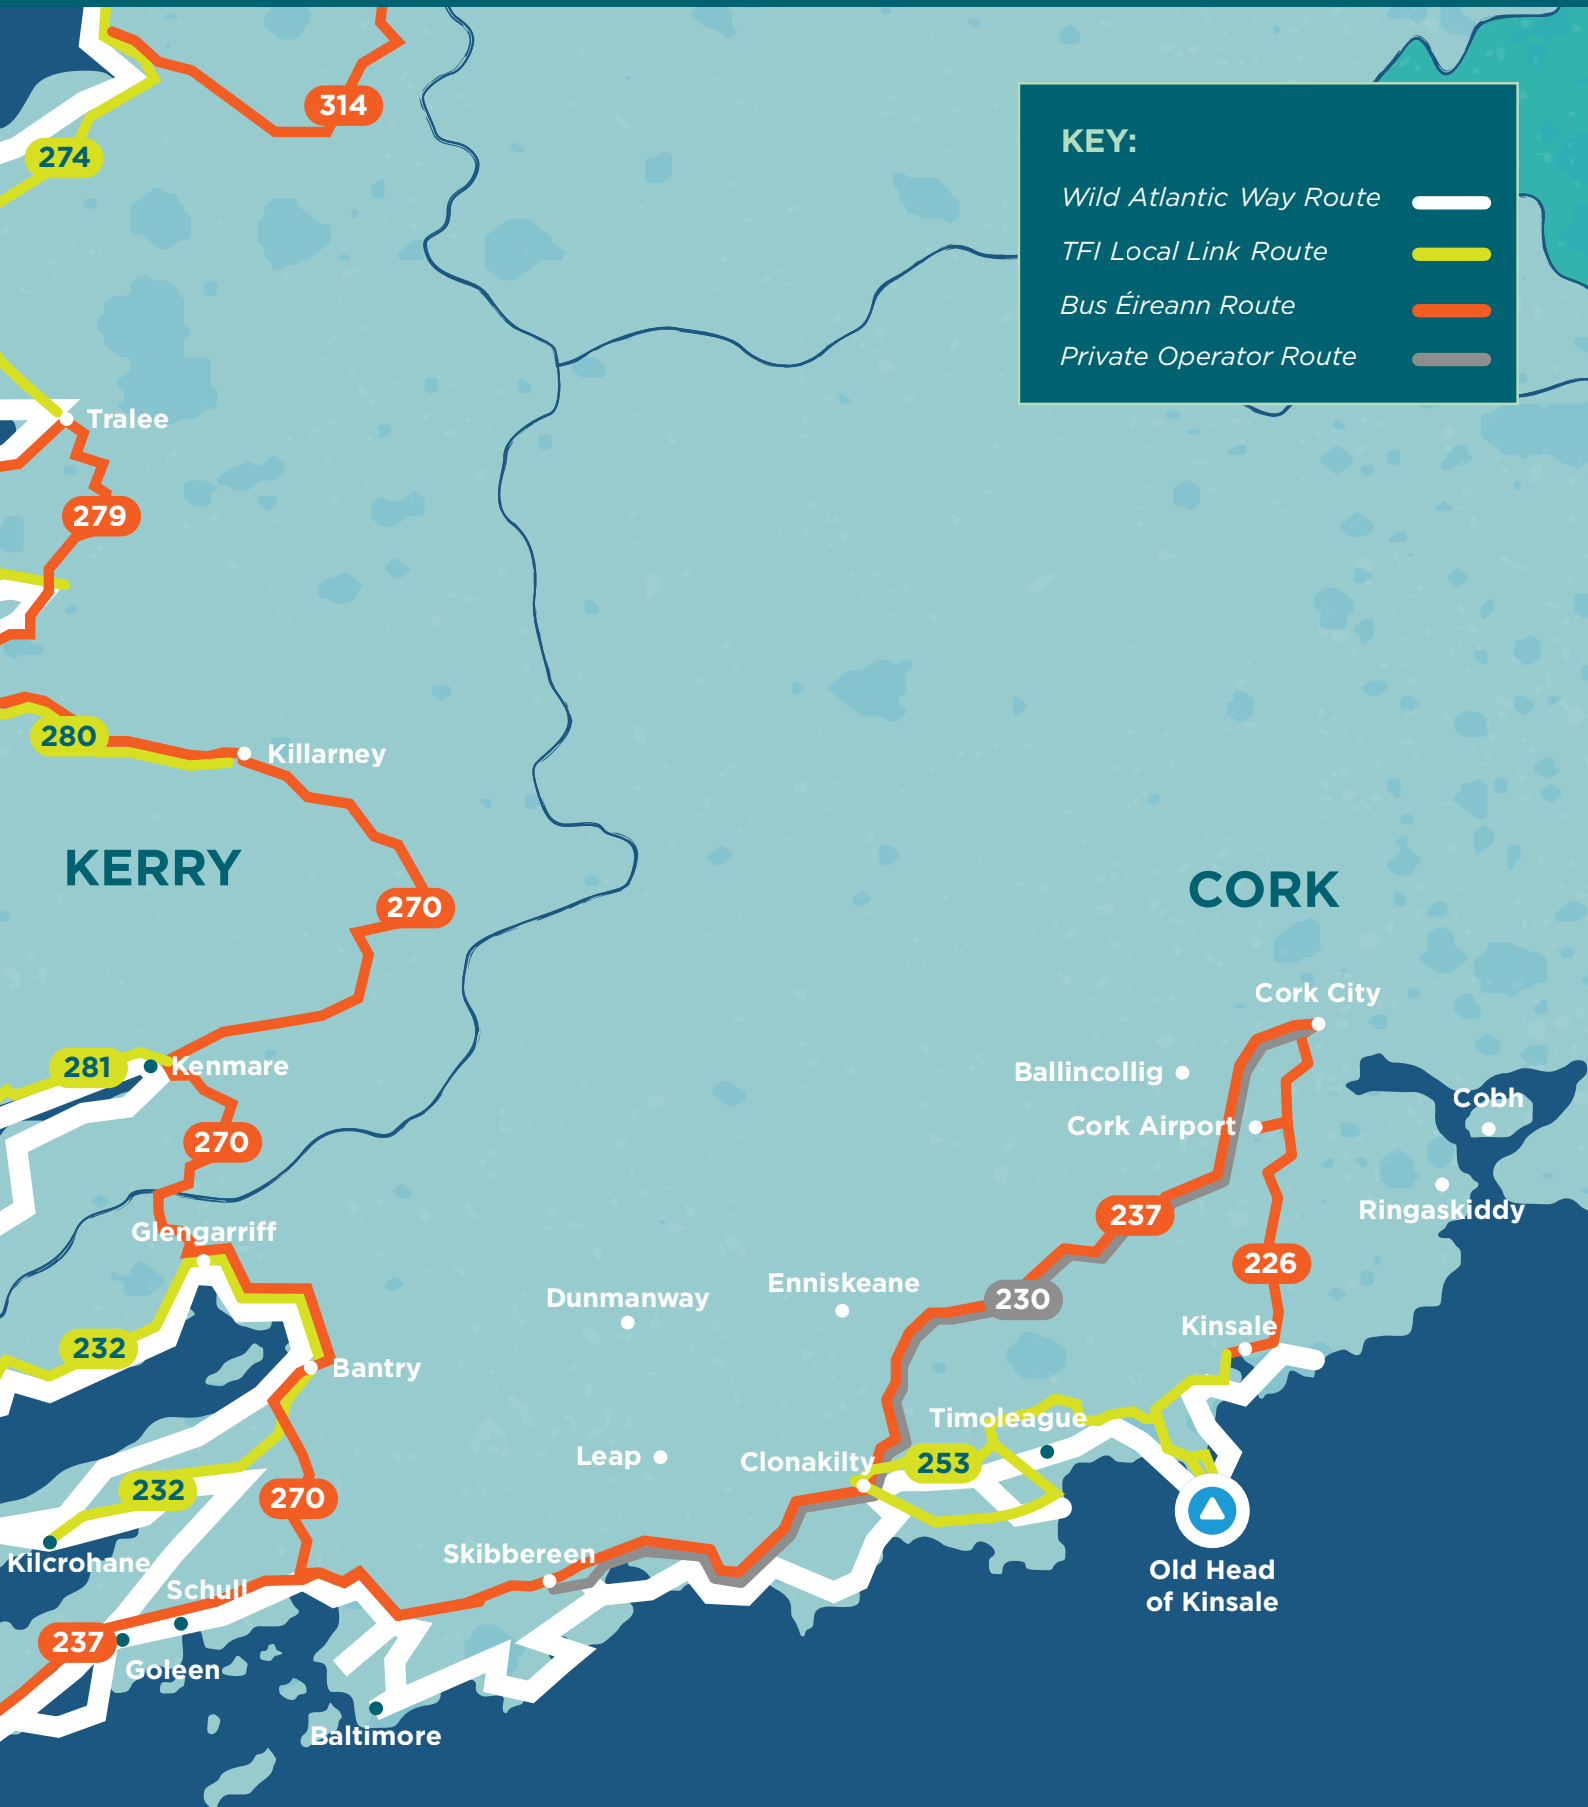 314
274
KEY:
Wild Atlantic Way Route
TFI Local Link Route
Bus Éireann Route
Private Operator Route
Tralee
279
280
Killarney
KERRY
CORK
270
Cork City
281
Kenmare
Ballincollig
Cobh
Cork Airport
270
Ringaskiddy
237
Glengarriff
226
Enniskeane
Dunmanway
230
Kinsale
232
Bantry
Timoleague
Leap
Clonakilty
253
232
270
Skibbereen
Kilcrohane
Old Head
of Kinsale
Schull
237
Goleen
Baltimore